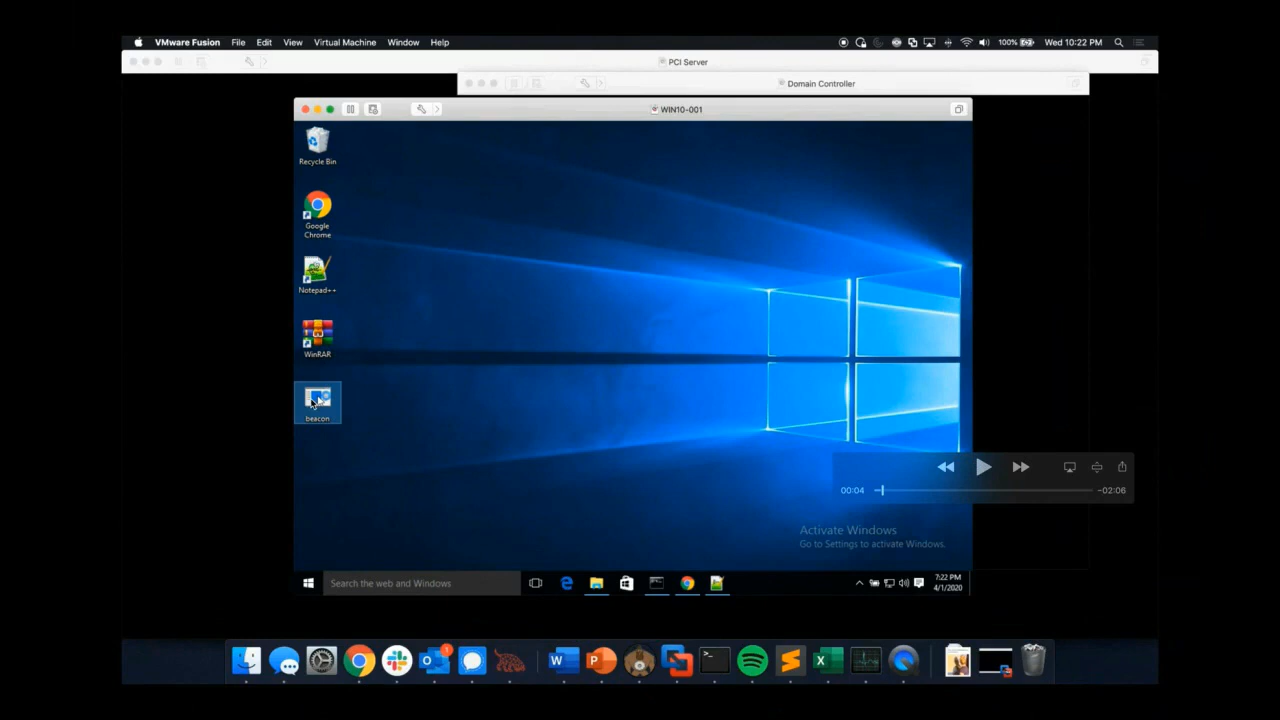 VMware Fusion File Edit View Virtual Machine Window Help 100% Wed 10:22 PM
PCI Server
Domain Controller
WIN10-001
Recycle Bin
Google
Chrome
Notepad++
WinRAR
beacon
00:04 -02:06
Activate Windows
Go to Settings to activate Windows.
Search the web and Windows
7:22 PM
4/1/2020
1
W P X